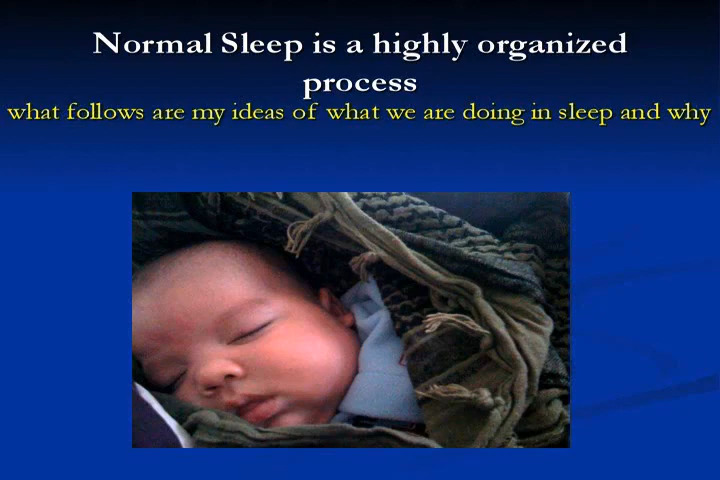 Normal Sleep is a highly organized
process
what follows are my ideas of what we are doing in sleep and why